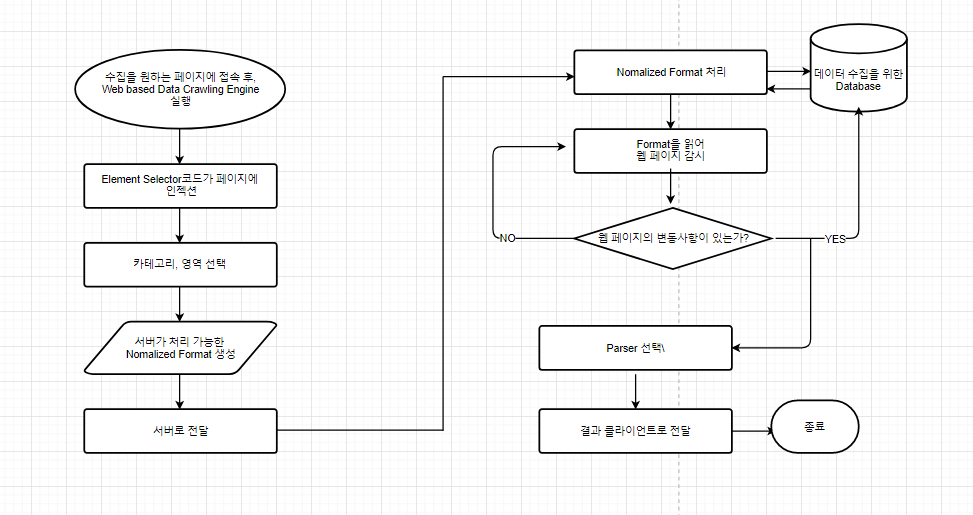 수집을 원하는 페이지에 접속 후,
Web based Data Crawling Engine
실행
Element Selector코드가 페이지에
인젝션
카테고리, 영역 선택
서버가 처리 가능한
Nomalized Format 생성
서버로 전달
Nomalized Format 처리
데이터 수집을 위한
Database
Format을 읽어
웹 페이지 감시
웹 페이지의 변동사항이 있는가?
NO
YES
Parser 선택\
결과 클라이언트로 전달
종료